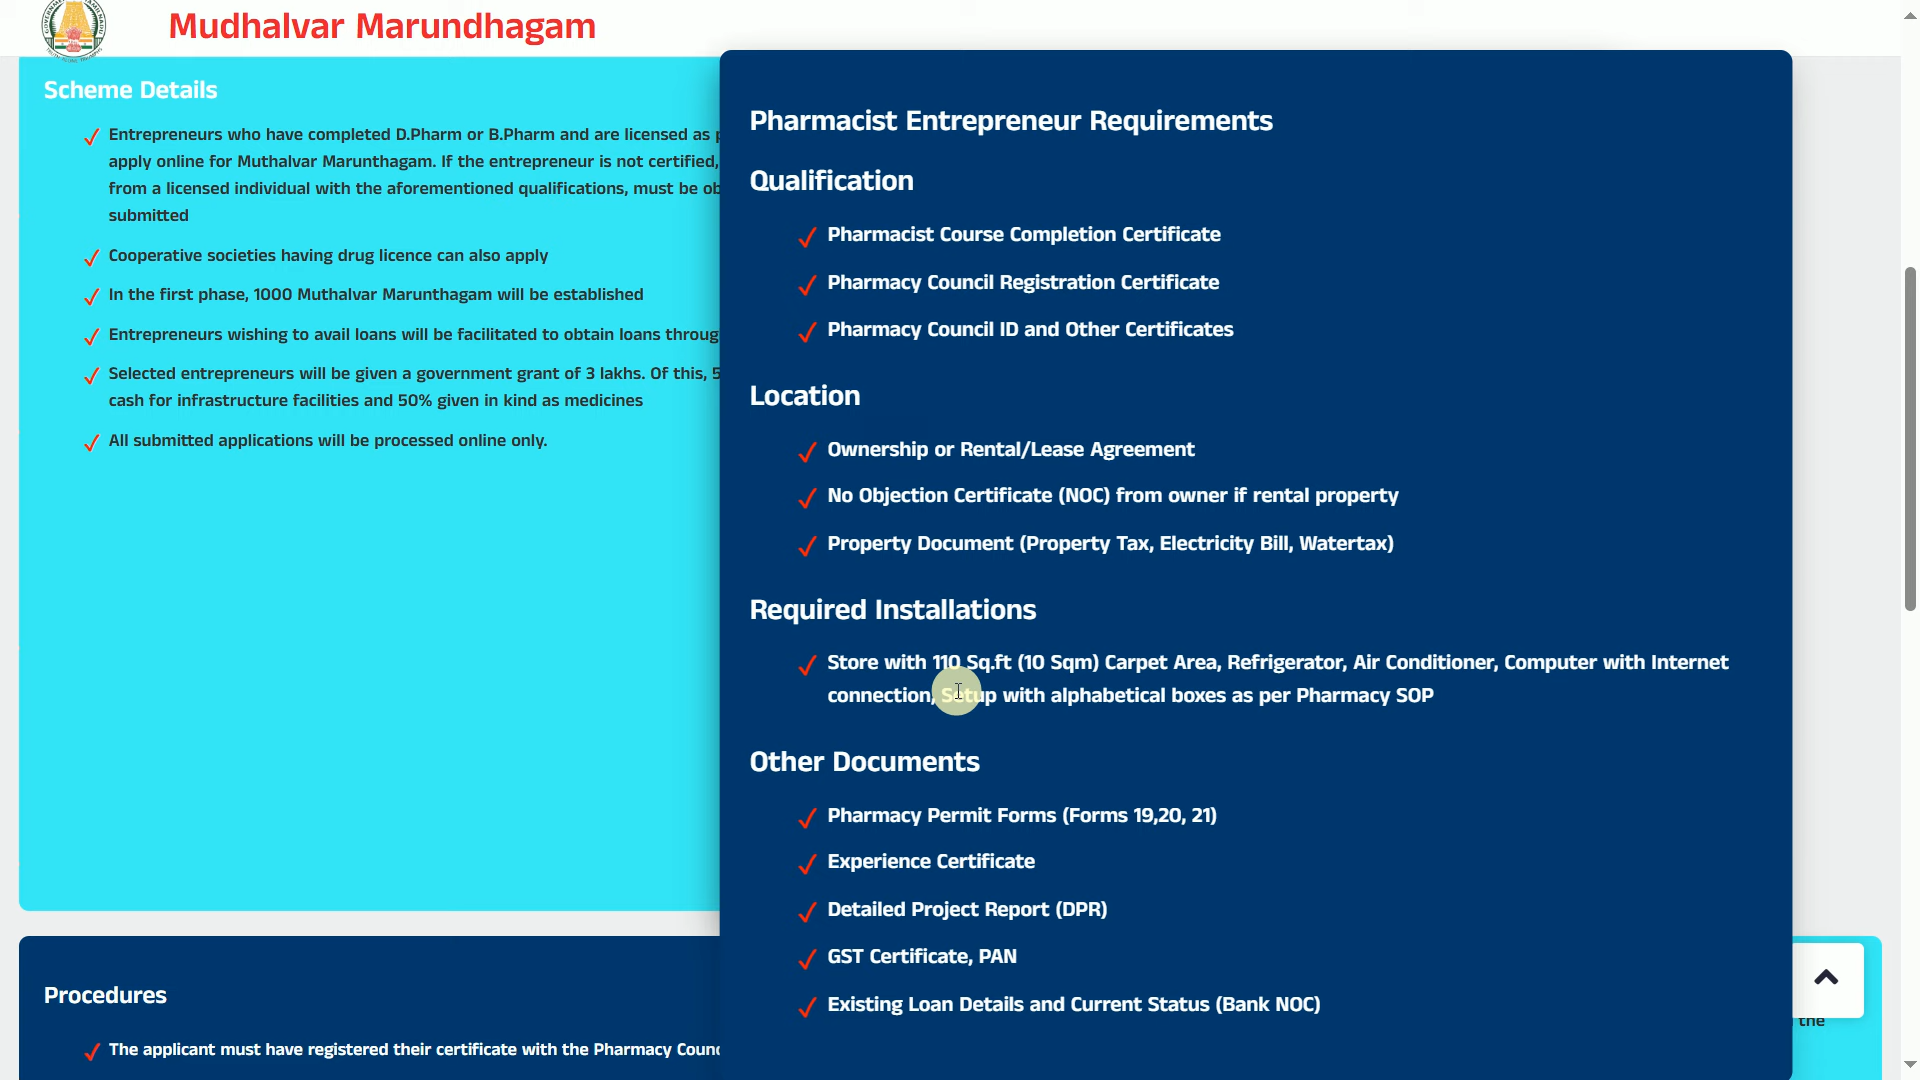 Mudhalvar Marundhagam
Scheme Details
Entrepreneurs who have completed D.Pharm or B.Pharm and are licensed as
apply online for Muthalvar Marunthagam. If the entrepreneur is not certified,
from a licensed individual with the aforementioned qualifications, must be
submitted
Cooperative societies having drug licence can also apply
In the first phase, 1000 Muthalvar Marunthagam will be established
Entrepreneurs wishing to avail loans will be facilitated to obtain loans
Selected entrepreneurs will be given a government grant of 3 lakhs. Of this,
cash for infrastructure facilities and 50% given in kind as medicines
All submitted applications will be processed online only.
Pharmacist Entrepreneur Requirements
Qualification
Pharmacist Course Completion Certificate
Pharmacy Council Registration Certificate
Pharmacy Council ID and Other Certificates
Location
Ownership or Rental/Lease Agreement
No Objection Certificate (NOC) from owner if rental property
Property Document (Property Tax, Electricity Bill, Watertax)
Required Installations
Store with 110 Sq.ft (10 Sqm) Carpet Area, Refrigerator, Air Conditioner, Computer with Internet
connection, Setup with alphabetical boxes as per Pharmacy SOP
Other Documents
Pharmacy Permit Forms (Forms 19,20, 21)
Experience Certificate
Detailed Project Report (DPR)
GST Certificate, PAN
Existing Loan Details and Current Status (Bank NOC)
Procedures
The applicant must have registered their certificate with the Pharmacy
the